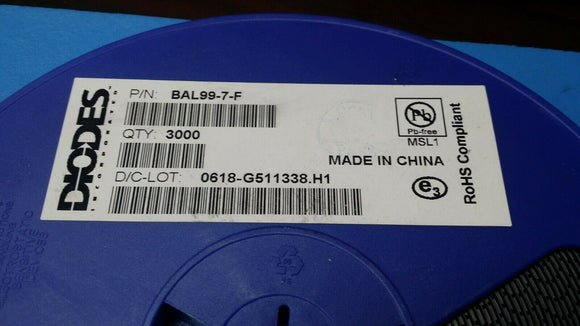 DIODES
INCORPORATED
P/N: BAL99-7-F
QTY: 3000
D/C-LOT: 0618-G511338.H1
Pb
Pb-free
MSL1
MADE IN CHINA
e3
RoHS Compliant